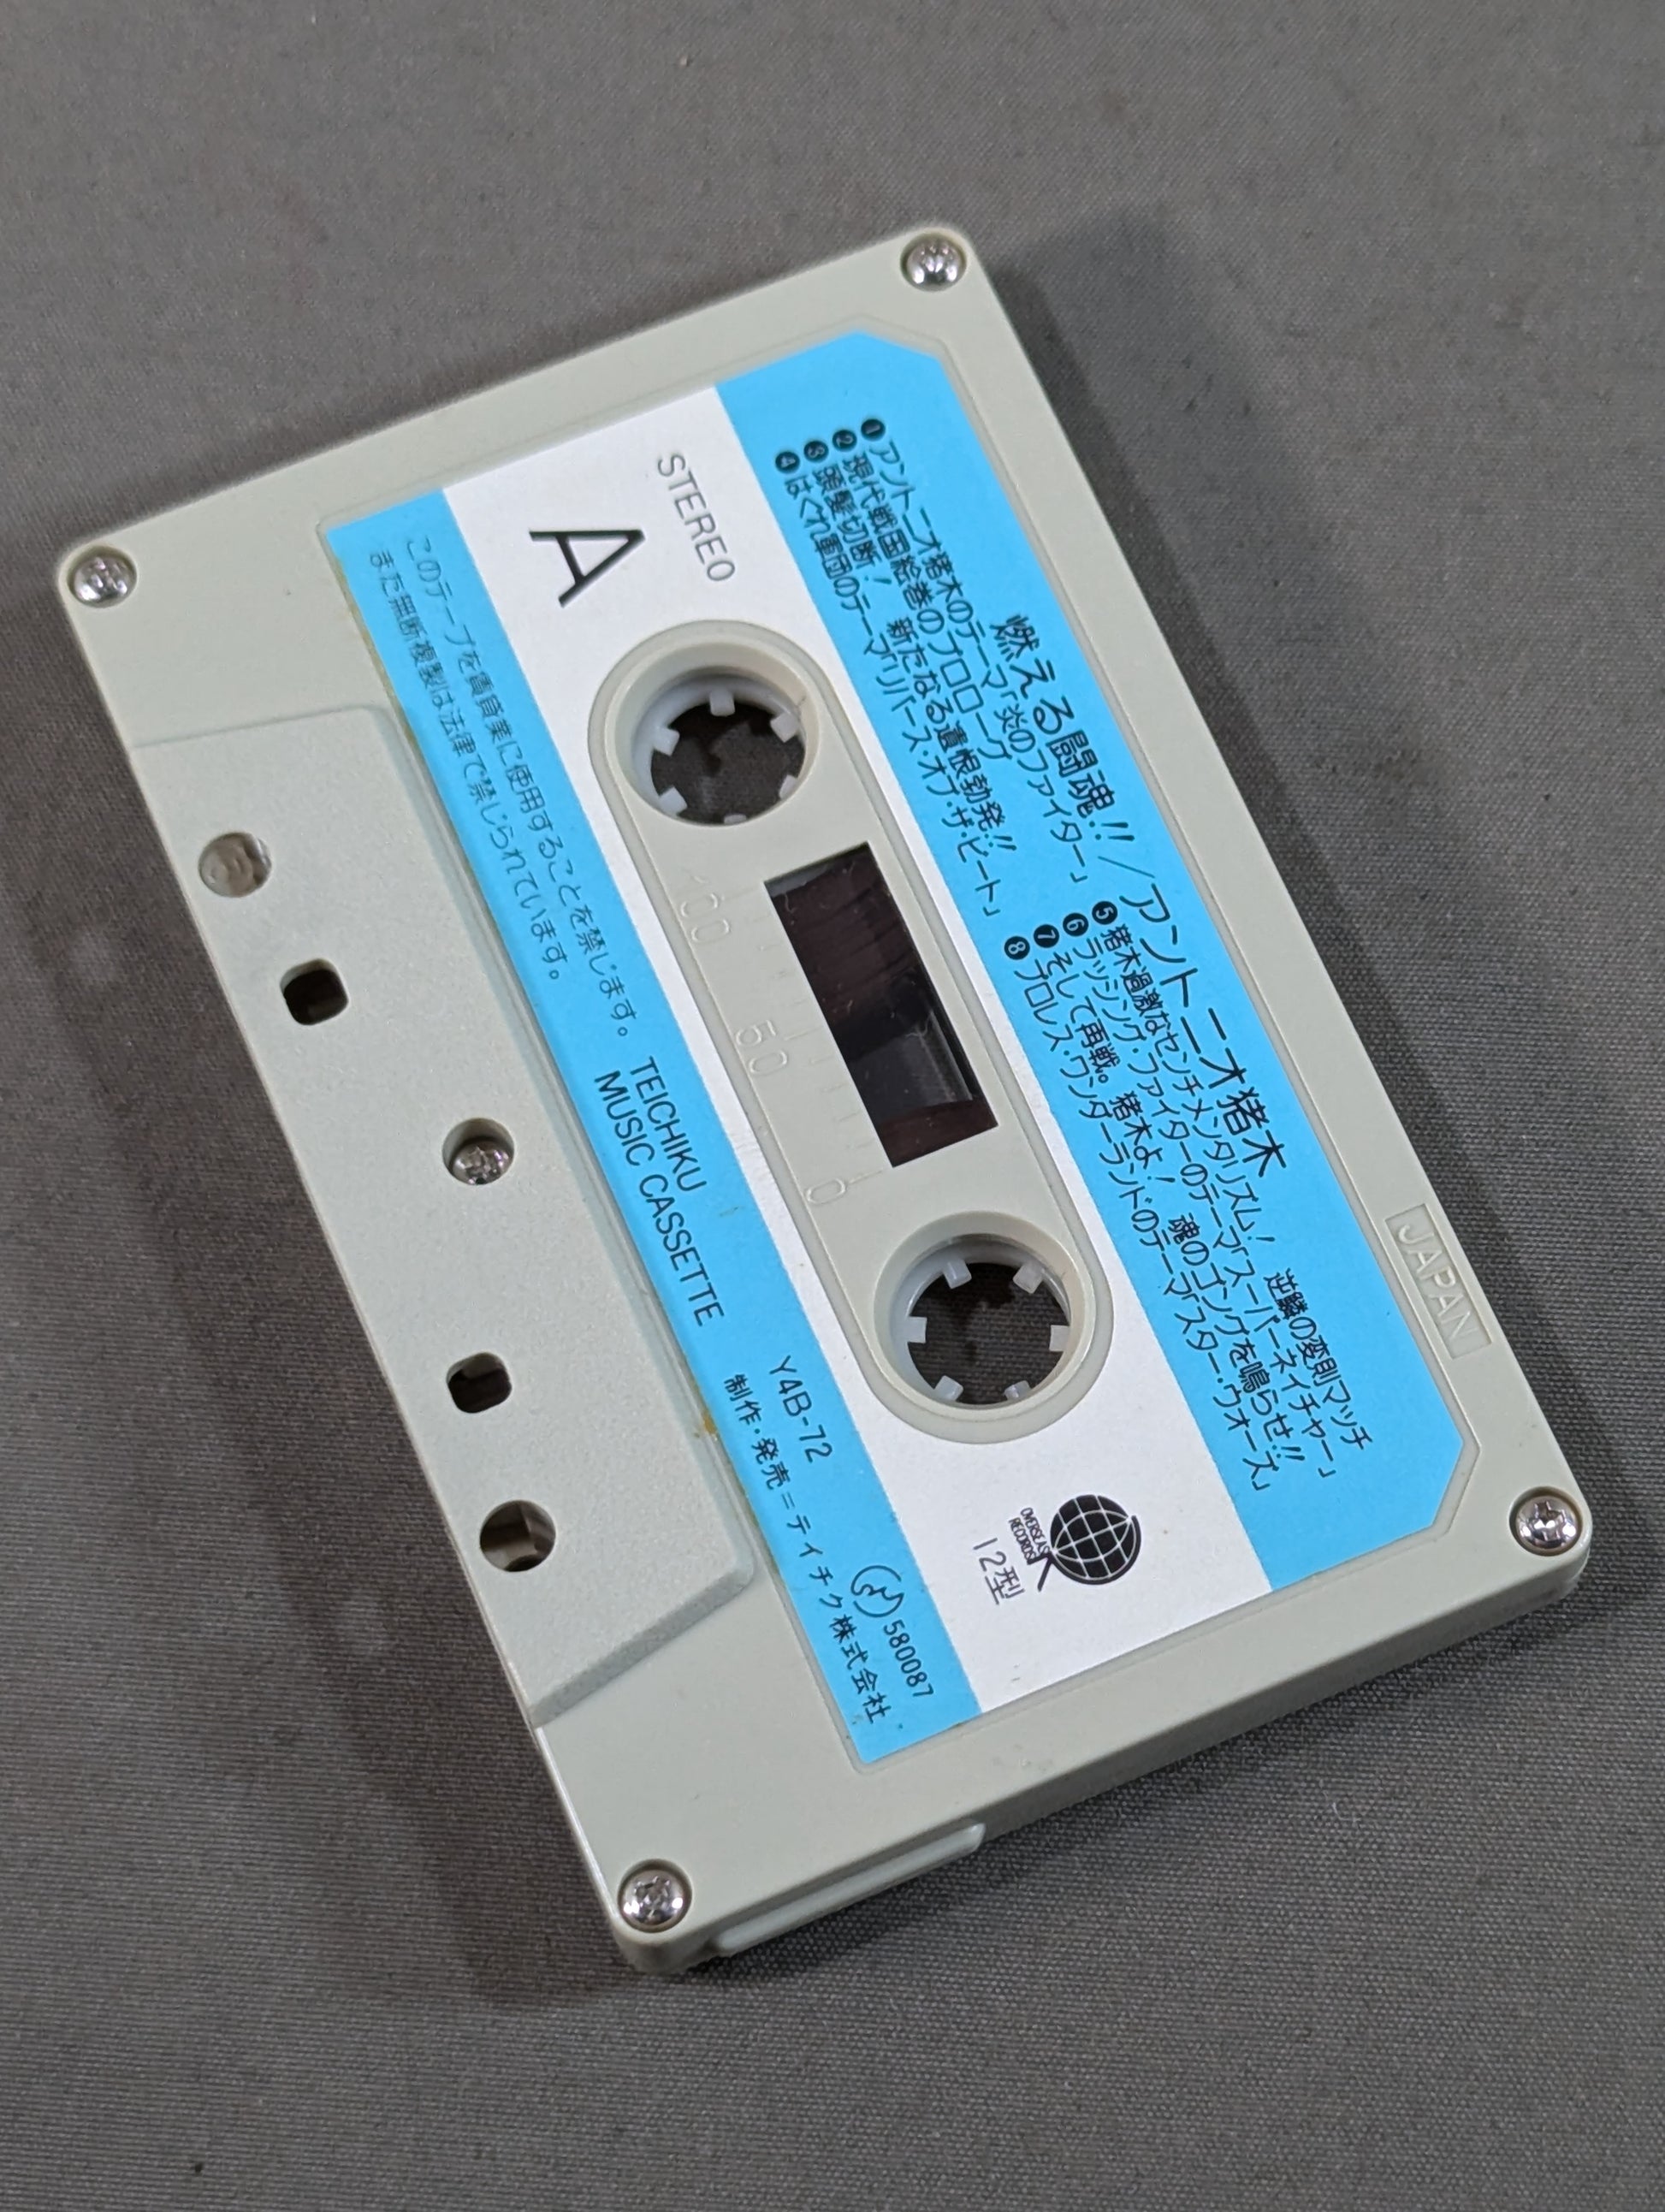 燃える闘魂!!/アントニオ猪木
❶アントニオ猪木のテーマ「炎のファイター」
❷現代戦国絵巻のプロローグ
❸頭髪切断! 新たなる遺恨勃発!!
❹はぐれ軍団のテーマ「リバース・オブ・ザ・ビート」
❺猪木過激なセンチメンタリズム! 逆鱗の変則マッチ
❻ラッシング・ファイターのテーマ「スーパーネイチャー」
❼そして再戦。猪木よ! 魂のゴングを鳴らせ!!
❽プロレス・ワンダーランドのテーマ「スター・ウォーズ」
STEREO
A
100 50 0
OVERSEAS
RECORDS
12型
このテープを賃貸業に使用することを禁じます。
また無断複製は法律で禁じられています。
TEICHIKU
MUSIC CASSETTE
Y4B-72
580087
制作・発売=テイチク株式会社
JAPAN